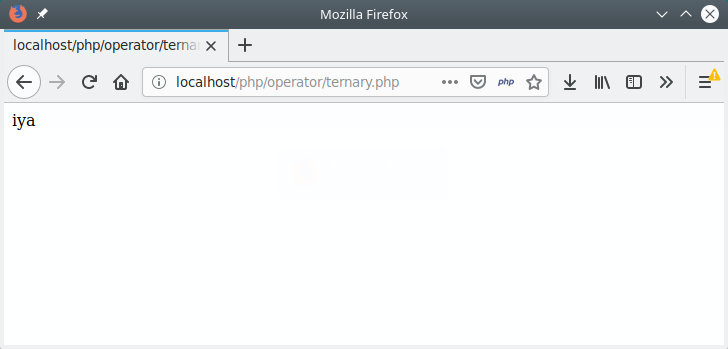 Mozilla Firefox
localhost/php/operator/ternar
localhost/php/operator/ternary.php
php
iya